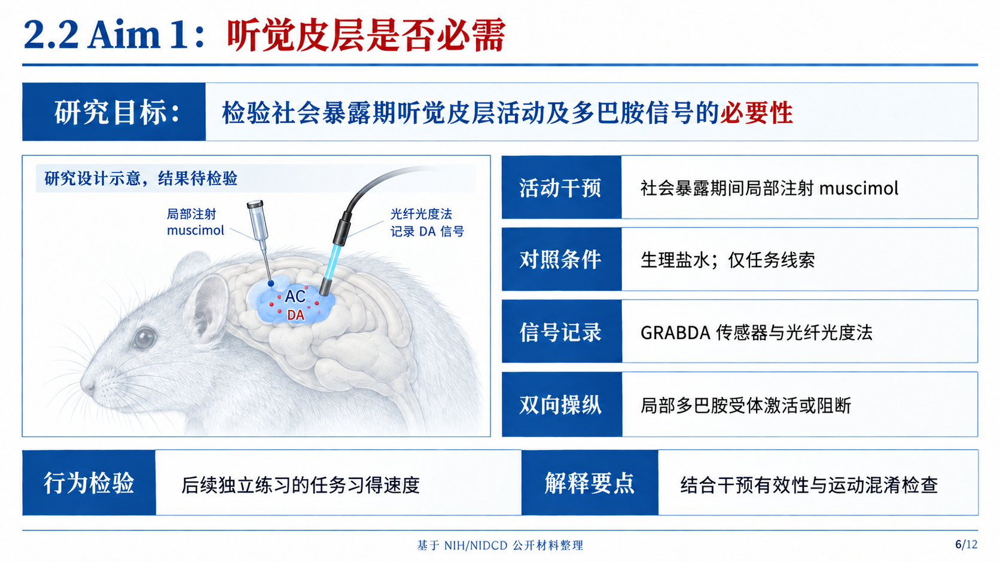 2.2 Aim 1：听觉皮层是否必需
研究目标：
检验社会暴露期听觉皮层活动及多巴胺信号的必要性
研究设计示意，结果待检验
局部注射
muscimol
光纤光度法
记录 DA 信号
AC
DA
活动干预
社会暴露期间局部注射 muscimol
对照条件
生理盐水；仅任务线索
信号记录
GRABDA 传感器与光纤光度法
双向操纵
局部多巴胺受体激活或阻断
行为检验
后续独立练习的任务习得速度
解释要点
结合干预有效性与运动混淆检查
基于 NIH/NIDCD 公开材料整理
6/12